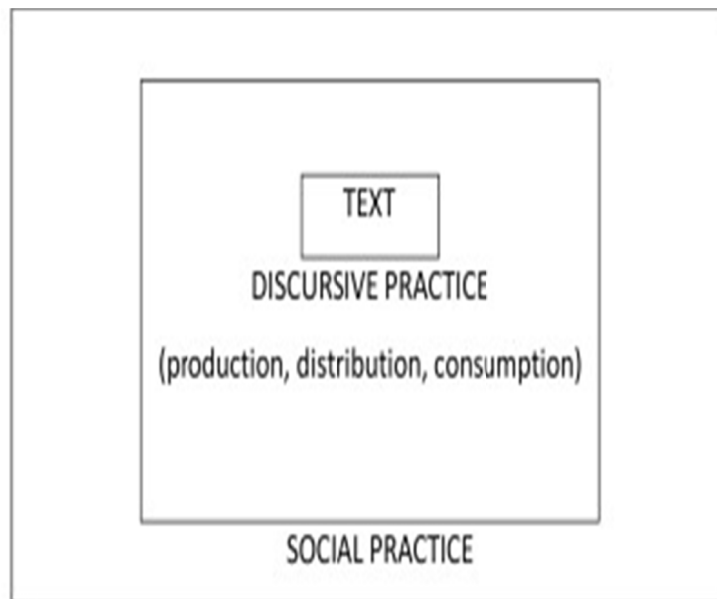 TEXT
DISCURSIVE PRACTICE
(production, distribution, consumption)
SOCIAL PRACTICE